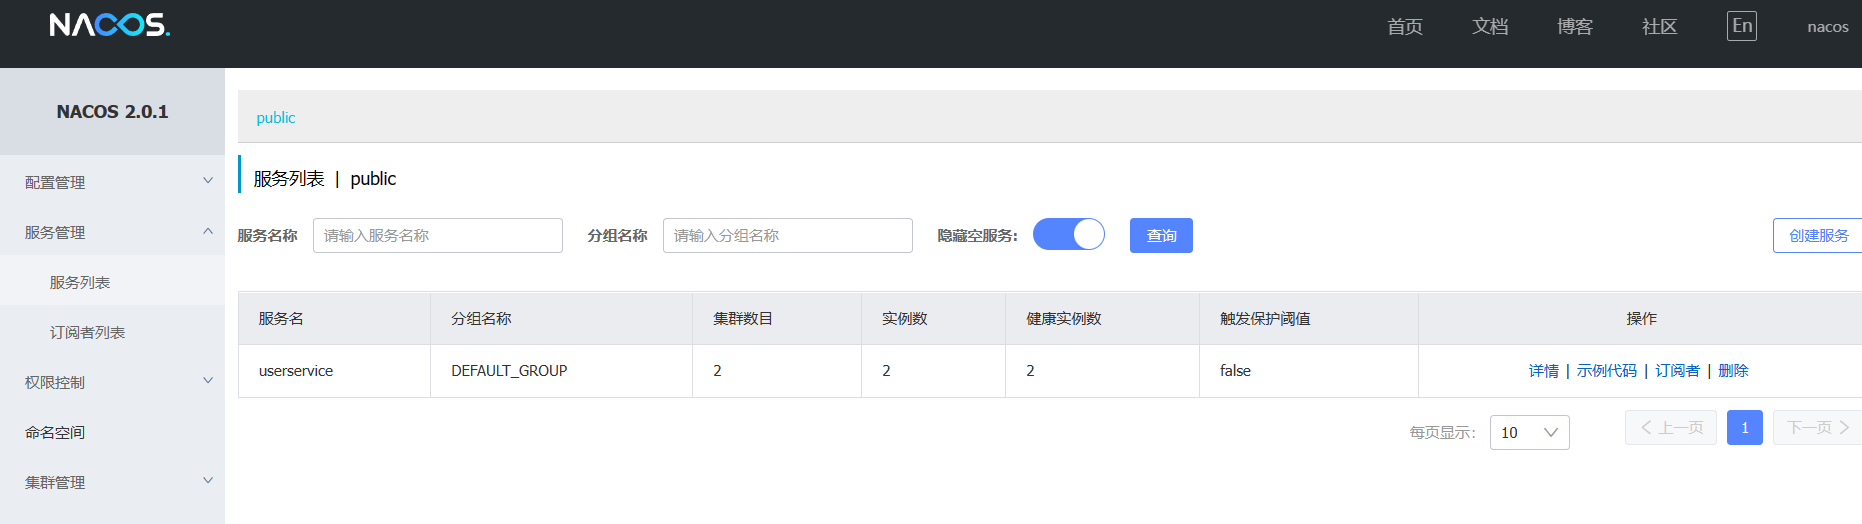 NACOS.
首页 文档 博客 社区 En nacos
NACOS 2.0.1
配置管理
服务管理
服务列表
订阅者列表
权限控制
命名空间
集群管理
public
服务列表 | public
服务名称 请输入服务名称 分组名称 请输入分组名称 隐藏空服务: 查询 创建服务
服务名 分组名称 集群数目 实例数 健康实例数 触发保护阈值 操作
userservice DEFAULT_GROUP 2 2 2 false 详情 | 示例代码 | 订阅者 | 删除
每页显示: 10 上一页 1 下一页